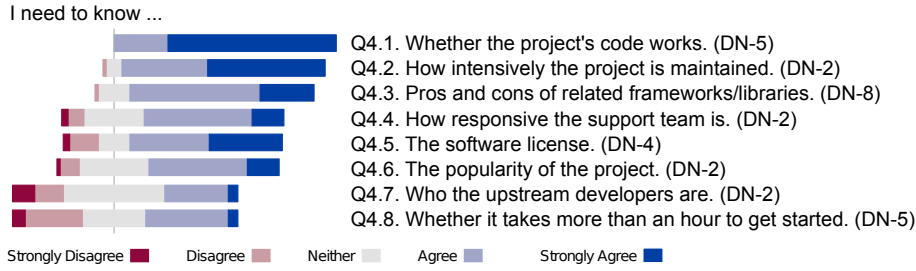 I need to know ...
Q4.1. Whether the project's code works. (DN-5)
Q4.2. How intensively the project is maintained. (DN-2)
Q4.3. Pros and cons of related frameworks/libraries. (DN-8)
Q4.4. How responsive the support team is. (DN-2)
Q4.5. The software license. (DN-4)
Q4.6. The popularity of the project. (DN-2)
Q4.7. Who the upstream developers are. (DN-2)
Q4.8. Whether it takes more than an hour to get started. (DN-5)
Strongly Disagree Disagree Neither Agree Strongly Agree